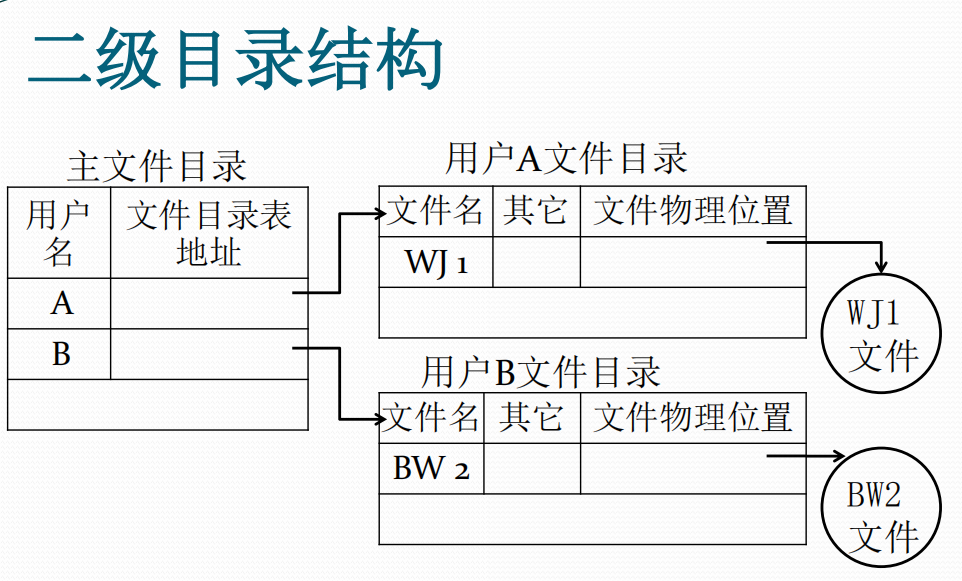 二级目录结构
主文件目录
用户名 文件目录表地址
A
B
用户A文件目录
文件名 其它 文件物理位置
WJ 1
WJ1
文件
用户B文件目录
文件名 其它 文件物理位置
BW 2
BW2
文件